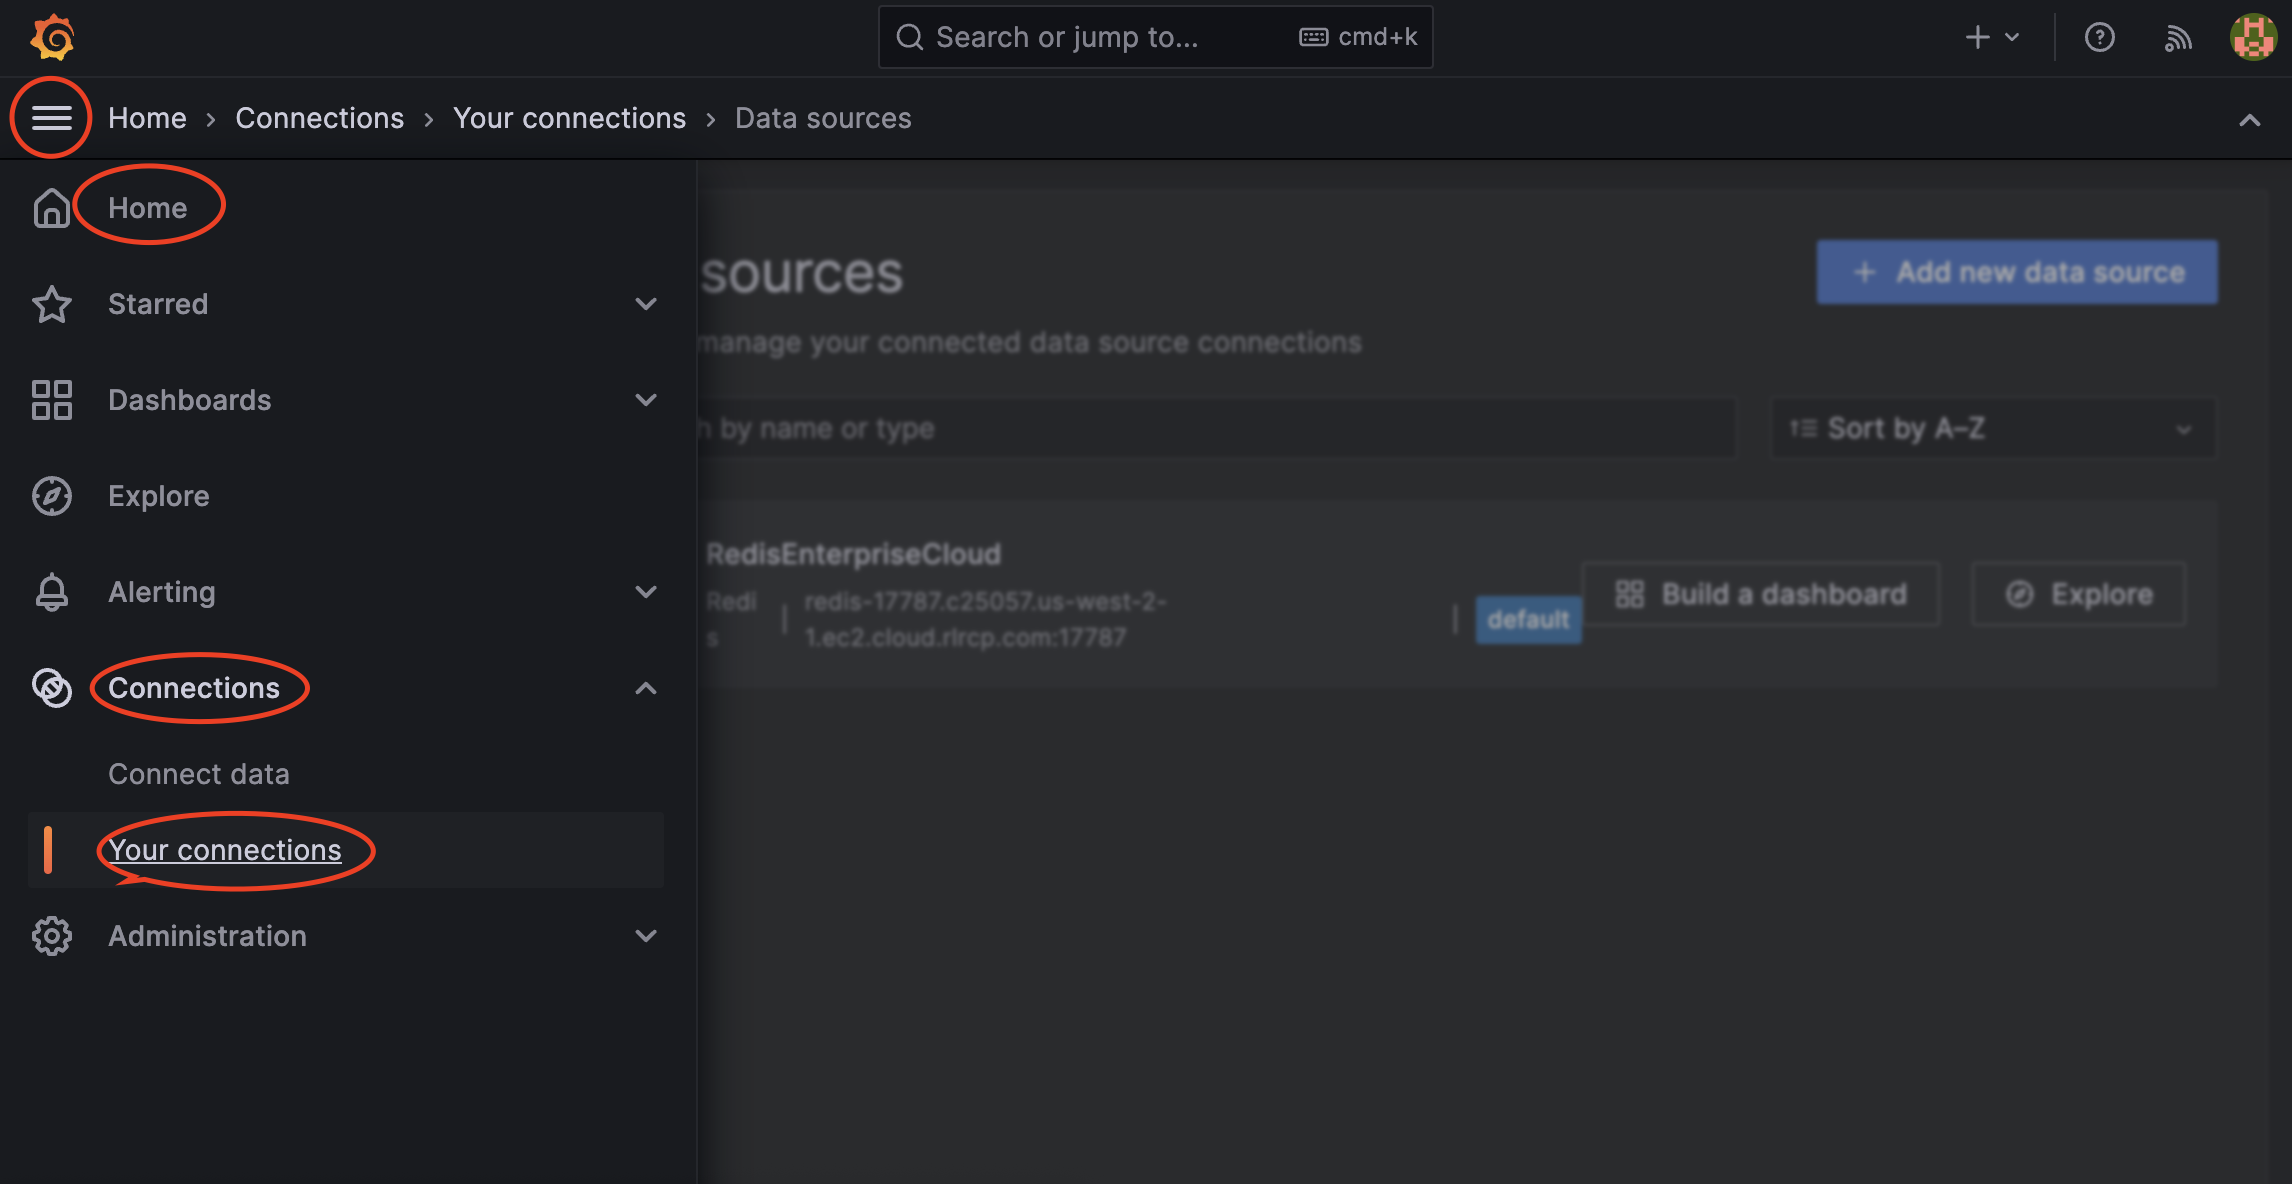 Search or jump to...
cmd+k
Home › Connections › Your connections › Data sources
Home
Starred
Dashboards
Explore
Alerting
Connections
Connect data
Your connections
Administration
sources
+ Add new data source
manage your connected data source connections
h by name or type
Sort by A–Z
RedisEnterpriseCloud
Redi
s
| redis-17787.c25057.us-west-2-
1.ec2.cloud.rlrcp.com:17787
| default
Build a dashboard
Explore